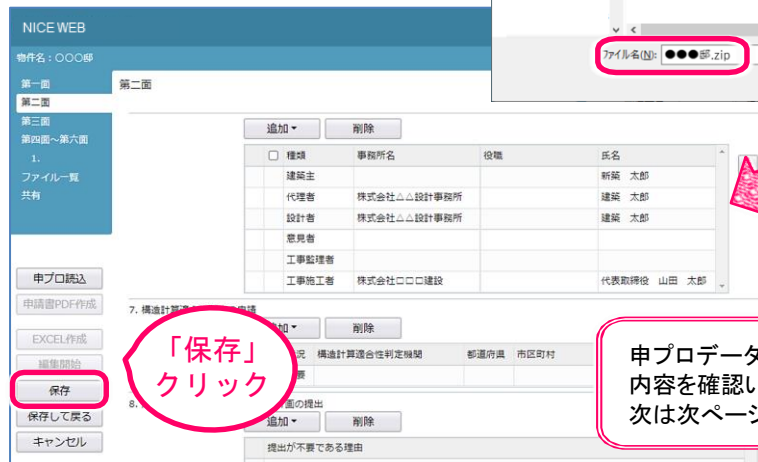 NICE WEB
物件名：○○○邸
ファイル名(N): ●●●邸.zip
第一面
第二面
第三面
第四面～第六面
1.
ファイル一覧
共有
第二面
追加 削除
種類 事務所名 役職 氏名
建築主 新築 太郎
代理者 株式会社△△設計事務所 建築 太郎
設計者 株式会社△△設計事務所 建築 太郎
意見者
工事監理者
工事施工者 株式会社□□□建設 代表取締役 山田 太郎
申プロ読込
申請書PDF作成
EXCEL作成
編集開始
保存
保存して戻る
キャンセル
7. 構造計算
申請
追加 削除
況 構造計算適合性判定機関 都道府県 市区町村
要
「保存」
クリック
8.
画の提出
追加 削除
提出が不要である理由
申プロデータ
内容を確認い
次は次ページ